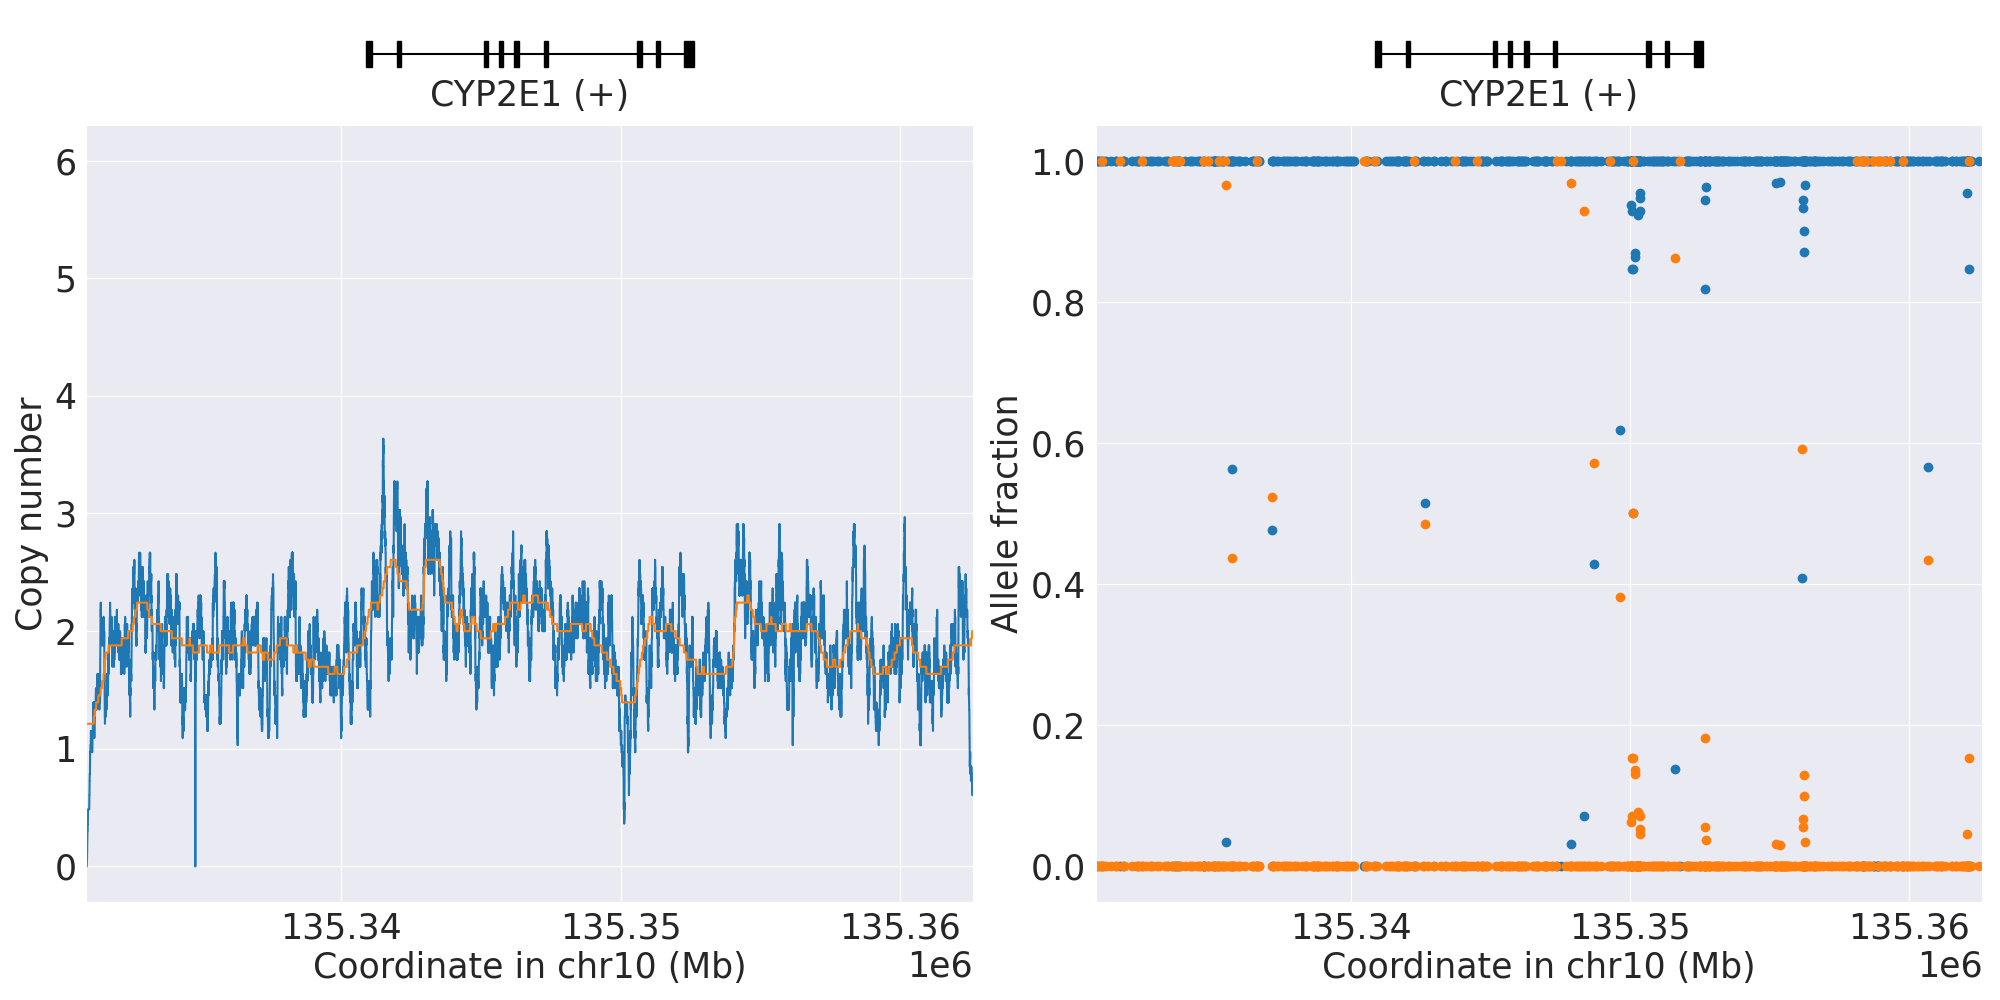 CYP2E1 (+)
6
5
4
3
2
1
0
Copy number
135.34 135.35 135.36
Coordinate in chr10 (Mb)
1e6
CYP2E1 (+)
1.0
0.8
0.6
0.4
0.2
0.0
Allele fraction
135.34 135.35 135.36
Coordinate in chr10 (Mb)
1e6